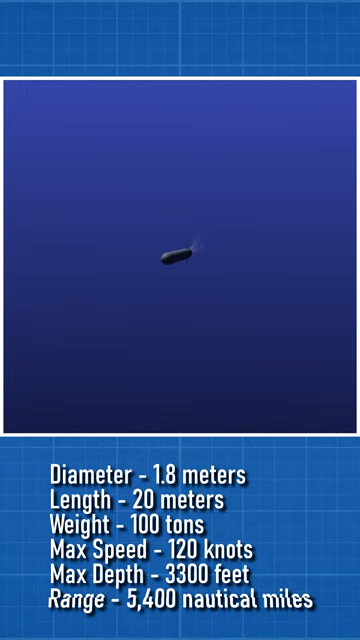 Diameter - 1.8 meters
Length - 20 meters
Weight - 100 tons
Max Speed - 120 knots
Max Depth - 3300 feet
Range - 5,400 nautical miles